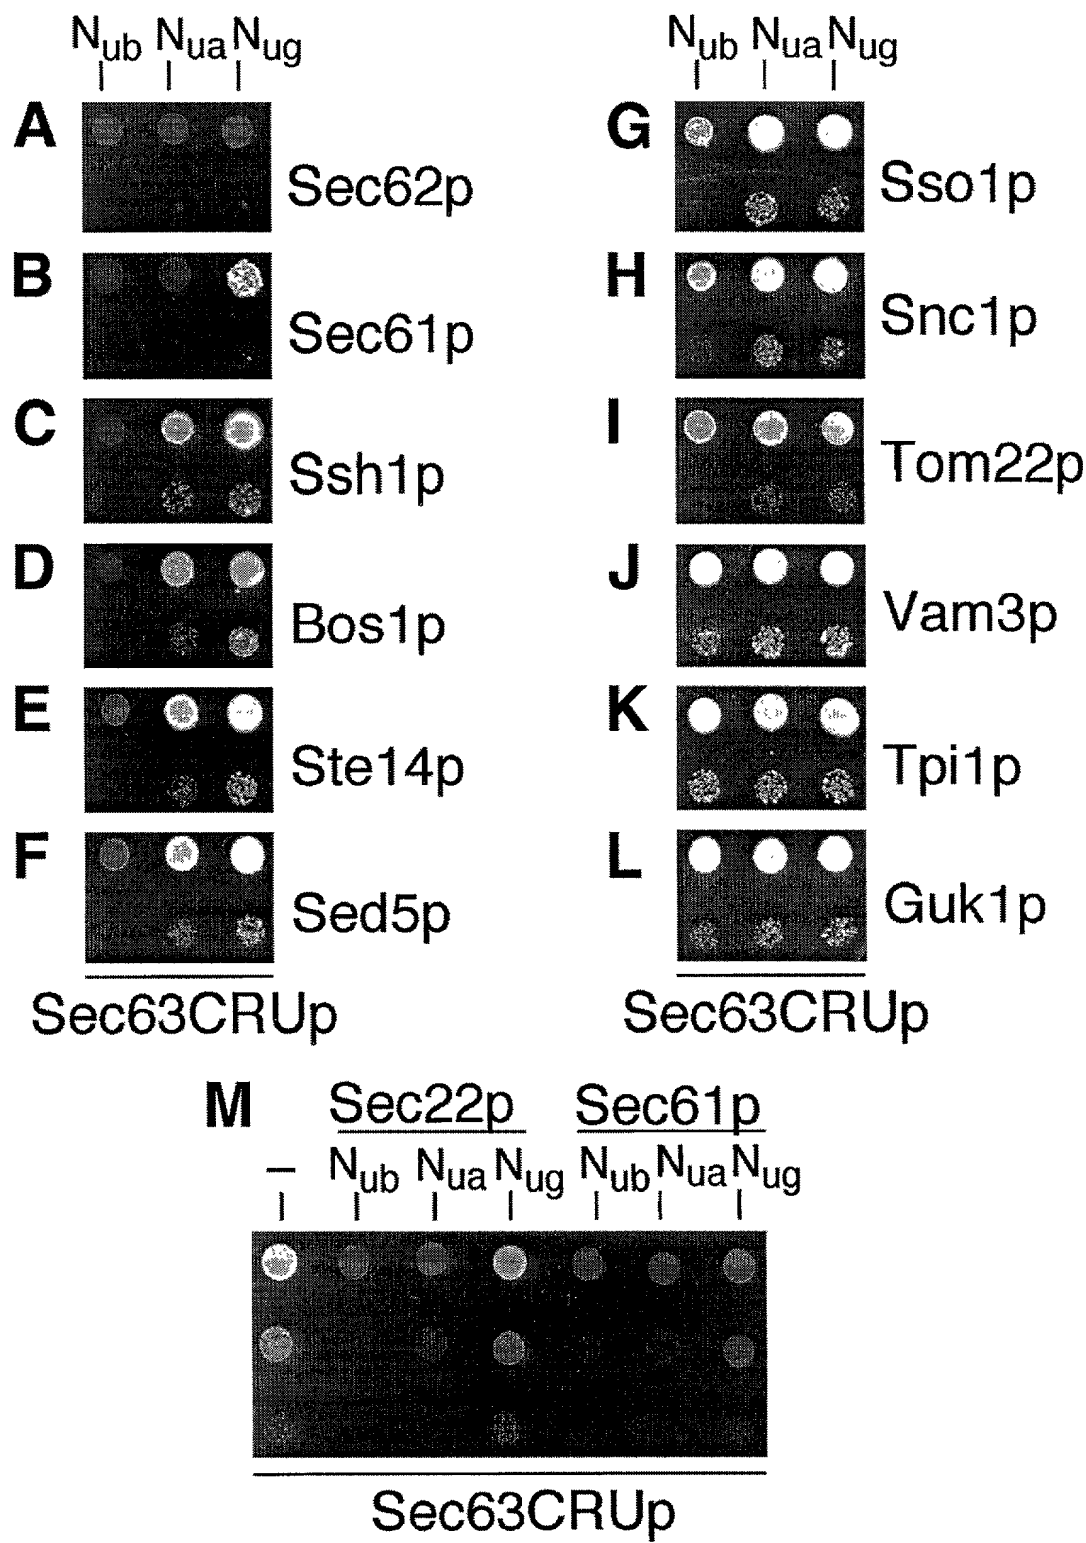 Nub Nua Nug
A
Sec62p
B
Sec61p
C
Ssh1p
D
Bos1p
E
Ste14p
F
Sed5p
Sec63CRUp
Nub Nua Nug
G
Sso1p
H
Snc1p
I
Tom22p
J
Vam3p
K
Tpi1p
L
Guk1p
Sec63CRUp
M
Sec22p Sec61p
– Nub Nua Nug Nub Nua Nug
Sec63CRUp